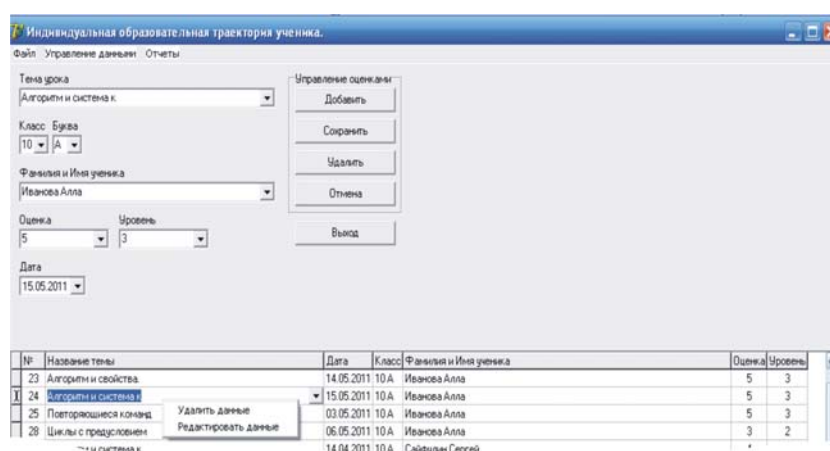 Индивидуальная образовательная траектория ученика.
Файл Управление данными Отчеты
Тема урока
Алгоритм и система к
Класс Буква
10 А
Фамилия и Имя ученика
Иванова Алла
Оценка Уровень
5 3
Дата
15.05.2011
Управление оценками
Добавить
Сохранить
Удалить
Отмена
Выход
№ Название темы Дата Класс Фамилия и Имя ученика Оценка Уровень
23 Алгоритм и свойства. 14.05.2011 10 А Иванова Алла 5 3
24 Алгоритм и система к 15.05.2011 10 А Иванова Алла 5 3
25 Повторяющиеся команд 03.05.2011 10 А Иванова Алла 5 3
28 Циклы с предусловием 06.05.2011 10 А Иванова Алла 3 2
и система к 14.04.2011 10 А Сергей
Удалить данные
Редактировать данные